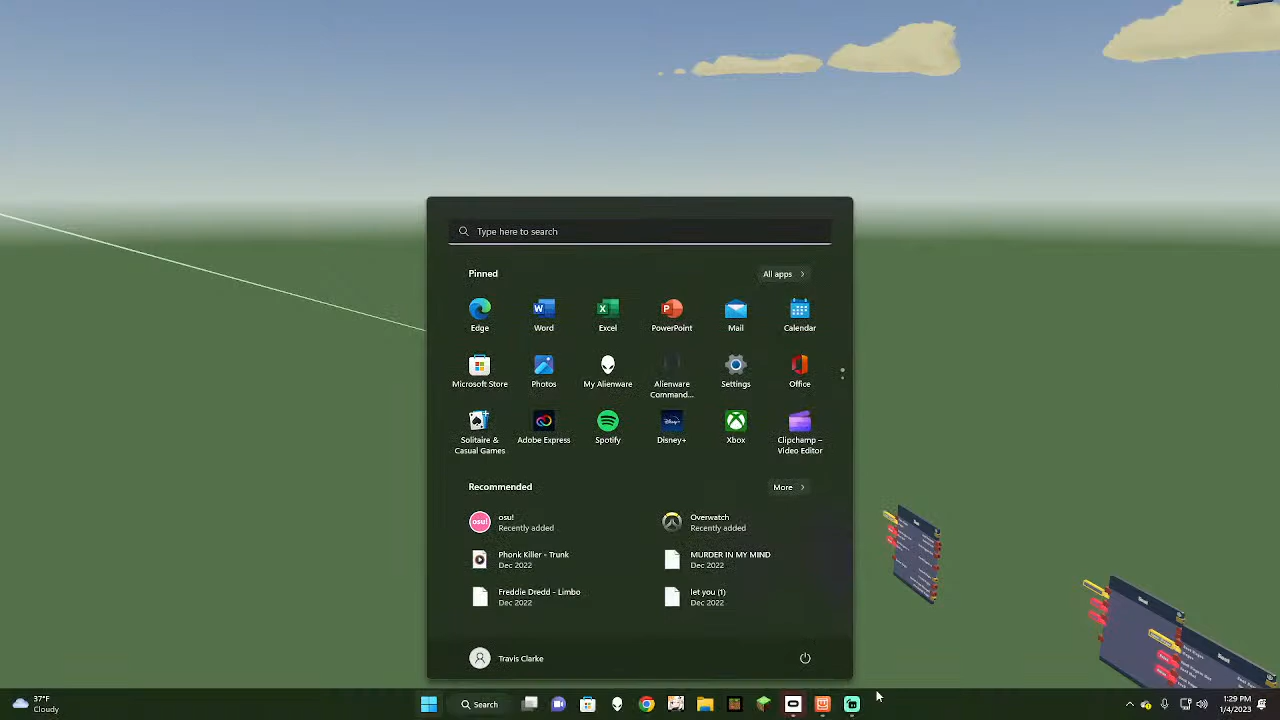 Type here to search
Pinned
All apps
Edge
Word
Excel
PowerPoint
Mail
Calendar
Microsoft Store
Photos
My Alienware
Alienware
Command...
Settings
Office
Solitaire &
Casual Games
Adobe Express
Spotify
Disney+
Xbox
Clipchamp –
Video Editor
Recommended
More
osu!
osu!
Recently added
Overwatch
Recently added
Phonk Killer - Trunk
Dec 2022
MURDER IN MY MIND
Dec 2022
Freddie Dredd - Limbo
Dec 2022
let you (1)
Dec 2022
Travis Clarke
37°F
Cloudy
Search
1:29 PM
1/4/2023